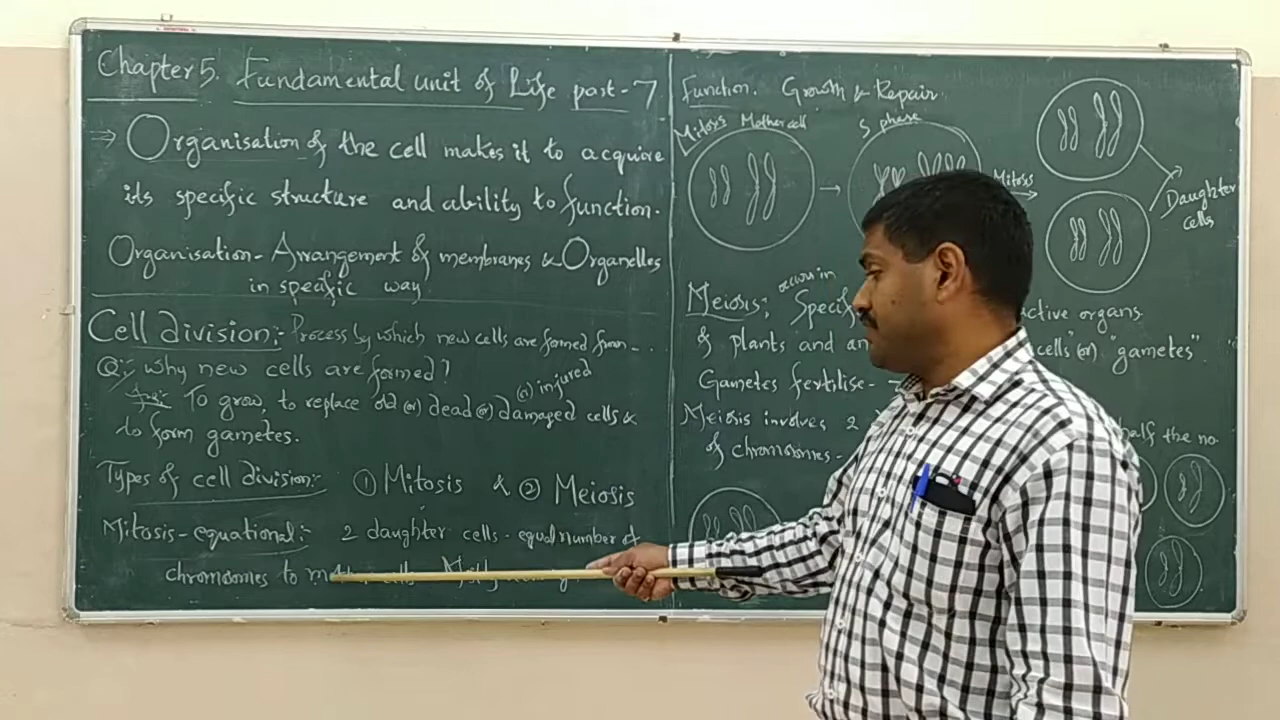 Chapter 5. Fundamental unit of Life part-7
⇒ Organisation of the cell makes it to acquire
its specific structure and ability to function.
Organisation - Arrangement of membranes & Organelles
in specific way
Cell division:- Process by which new cells are formed from...
Q:- Why new cells are formed?
(or) injured
Ans:- To grow, to replace old (or) dead (or) damaged cells &
to form gametes.
Types of cell division:- ① Mitosis & ② Meiosis
Mitosis-equational:- 2 daughter cells - equal number of
chromosomes to
Function. Growth & Repair.
Mitosis Mother cell
S phase
Mitosis
Daughter
cells
Meiosis: occurs in ctive organs
of plants and cells (or) "gametes".
Gametes fertilise-
Meiosis involves 2 half the no
of chromosomes-